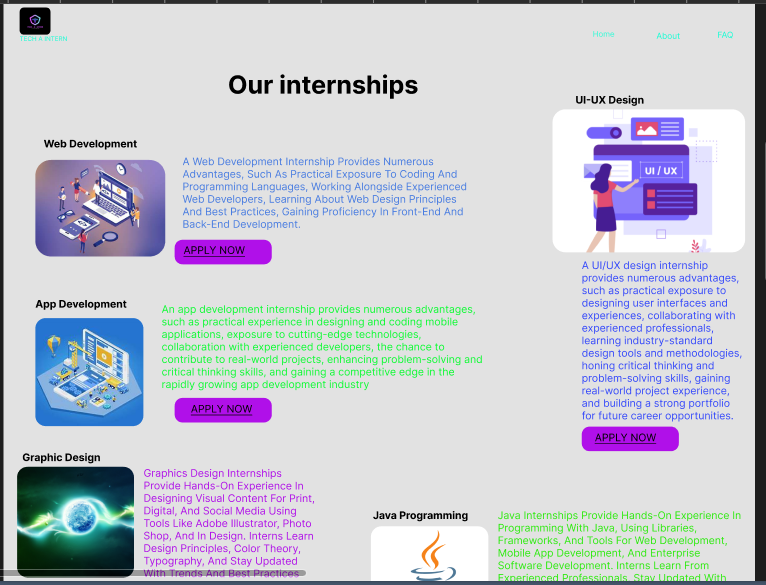 TECH A INTERN
Home
About
FAQ
Our internships
UI-UX Design
UI / UX
A UI/UX design internship
provides numerous advantages,
such as practical exposure to
designing user interfaces and
experiences, collaborating with
experienced professionals,
learning industry-standard
design tools and methodologies,
honing critical thinking and
problem-solving skills, gaining
real-world project experience,
and building a strong portfolio
for future career opportunities.
APPLY NOW
Web Development
A Web Development Internship Provides Numerous
Advantages, Such As Practical Exposure To Coding And
Programming Languages, Working Alongside Experienced
Web Developers, Learning About Web Design Principles
And Best Practices, Gaining Proficiency In Front-End And
Back-End Development.
APPLY NOW
App Development
An app development internship provides numerous advantages,
such as practical experience in designing and coding mobile
applications, exposure to cutting-edge technologies,
collaboration with experienced developers, the chance to
contribute to real-world projects, enhancing problem-solving and
critical thinking skills, and gaining a competitive edge in the
rapidly growing app development industry
APPLY NOW
Graphic Design
Graphics Design Internships
Provide Hands-On Experience In
Designing Visual Content For Print,
Digital, And Social Media Using
Tools Like Adobe Illustrator, Photo
Shop, And In Design. Interns Learn
Design Principles, Color Theory,
Typography, And Stay Updated
With Trends And Best Practices
Java Programming
Java Internships Provide Hands-On Experience In
Programming With Java, Using Libraries,
Frameworks, And Tools For Web Development,
Mobile App Development, And Enterprise
Software Development. Interns Learn From
Experienced Professionals, Stay Updated With